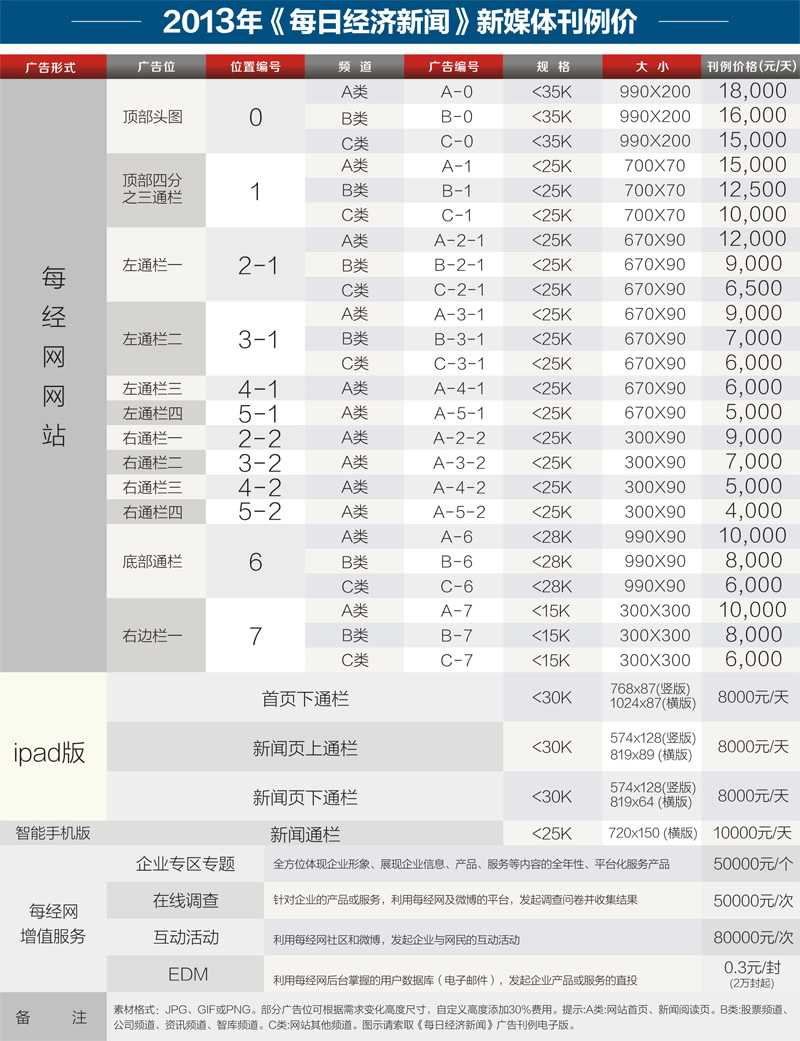 2013年《每日经济新闻》新媒体刊例价
广告形式 广告位 位置编号 频 道 广告编号 规 格 大 小 刊例价格(元/天)
每经网网站
顶部头图 0 A类 A-0 <35K 990X200 18,000
B类 B-0 <35K 990X200 16,000
C类 C-0 <35K 990X200 15,000
顶部四分之三通栏 1 A类 A-1 <25K 700X70 15,000
B类 B-1 <25K 700X70 12,500
C类 C-1 <25K 700X70 10,000
左通栏一 2-1 A类 A-2-1 <25K 670X90 12,000
B类 B-2-1 <25K 670X90 9,000
C类 C-2-1 <25K 670X90 6,500
左通栏二 3-1 A类 A-3-1 <25K 670X90 9,000
B类 B-3-1 <25K 670X90 7,000
C类 C-3-1 <25K 670X90 6,000
左通栏三 4-1 A类 A-4-1 <25K 670X90 6,000
左通栏四 5-1 A类 A-5-1 <25K 670X90 5,000
右通栏一 2-2 A类 A-2-2 <25K 300X90 9,000
右通栏二 3-2 A类 A-3-2 <25K 300X90 7,000
右通栏三 4-2 A类 A-4-2 <25K 300X90 5,000
右通栏四 5-2 A类 A-5-2 <25K 300X90 4,000
底部通栏 6 A类 A-6 <28K 990X90 10,000
B类 B-6 <28K 990X90 8,000
C类 C-6 <28K 990X90 6,000
右边栏一 7 A类 A-7 <15K 300X300 10,000
B类 B-7 <15K 300X300 8,000
C类 C-7 <15K 300X300 6,000
ipad版
首页下通栏 <30K 768x87(竖版) 1024x87(横版) 8000元/天
新闻页上通栏 <30K 574x128(竖版) 819x89 (横版) 8000元/天
新闻页下通栏 <30K 574x128(竖版) 819x64 (横版) 8000元/天
智能手机版 新闻通栏 <25K 720x150 (横版) 10000元/天
每经网
增值服务
企业专区专题 全方位体现企业形象、展现企业信息、产品、服务等内容的全年性、平台化服务产品 50000元/个
在线调查 针对企业的产品或服务，利用每经网及微博的平台，发起调查问卷并收集结果 50000元/次
互动活动 利用每经网社区和微博，发起企业与网民的互动活动 80000元/次
EDM 利用每经网后台掌握的用户数据库（电子邮件），发起企业产品或服务的直投 0.3元/封
(2万封起)
备 注 素材格式；JPG、GIF或PNG。部分广告位可根据需求变化高度尺寸，自定义高度添加30%费用。提示:A类:网站首页、新闻阅读页。B类:股票频道、
公司频道、资讯频道、智库频道。C类:网站其他频道。图示请索取《每日经济新闻》广告刊例电子版。